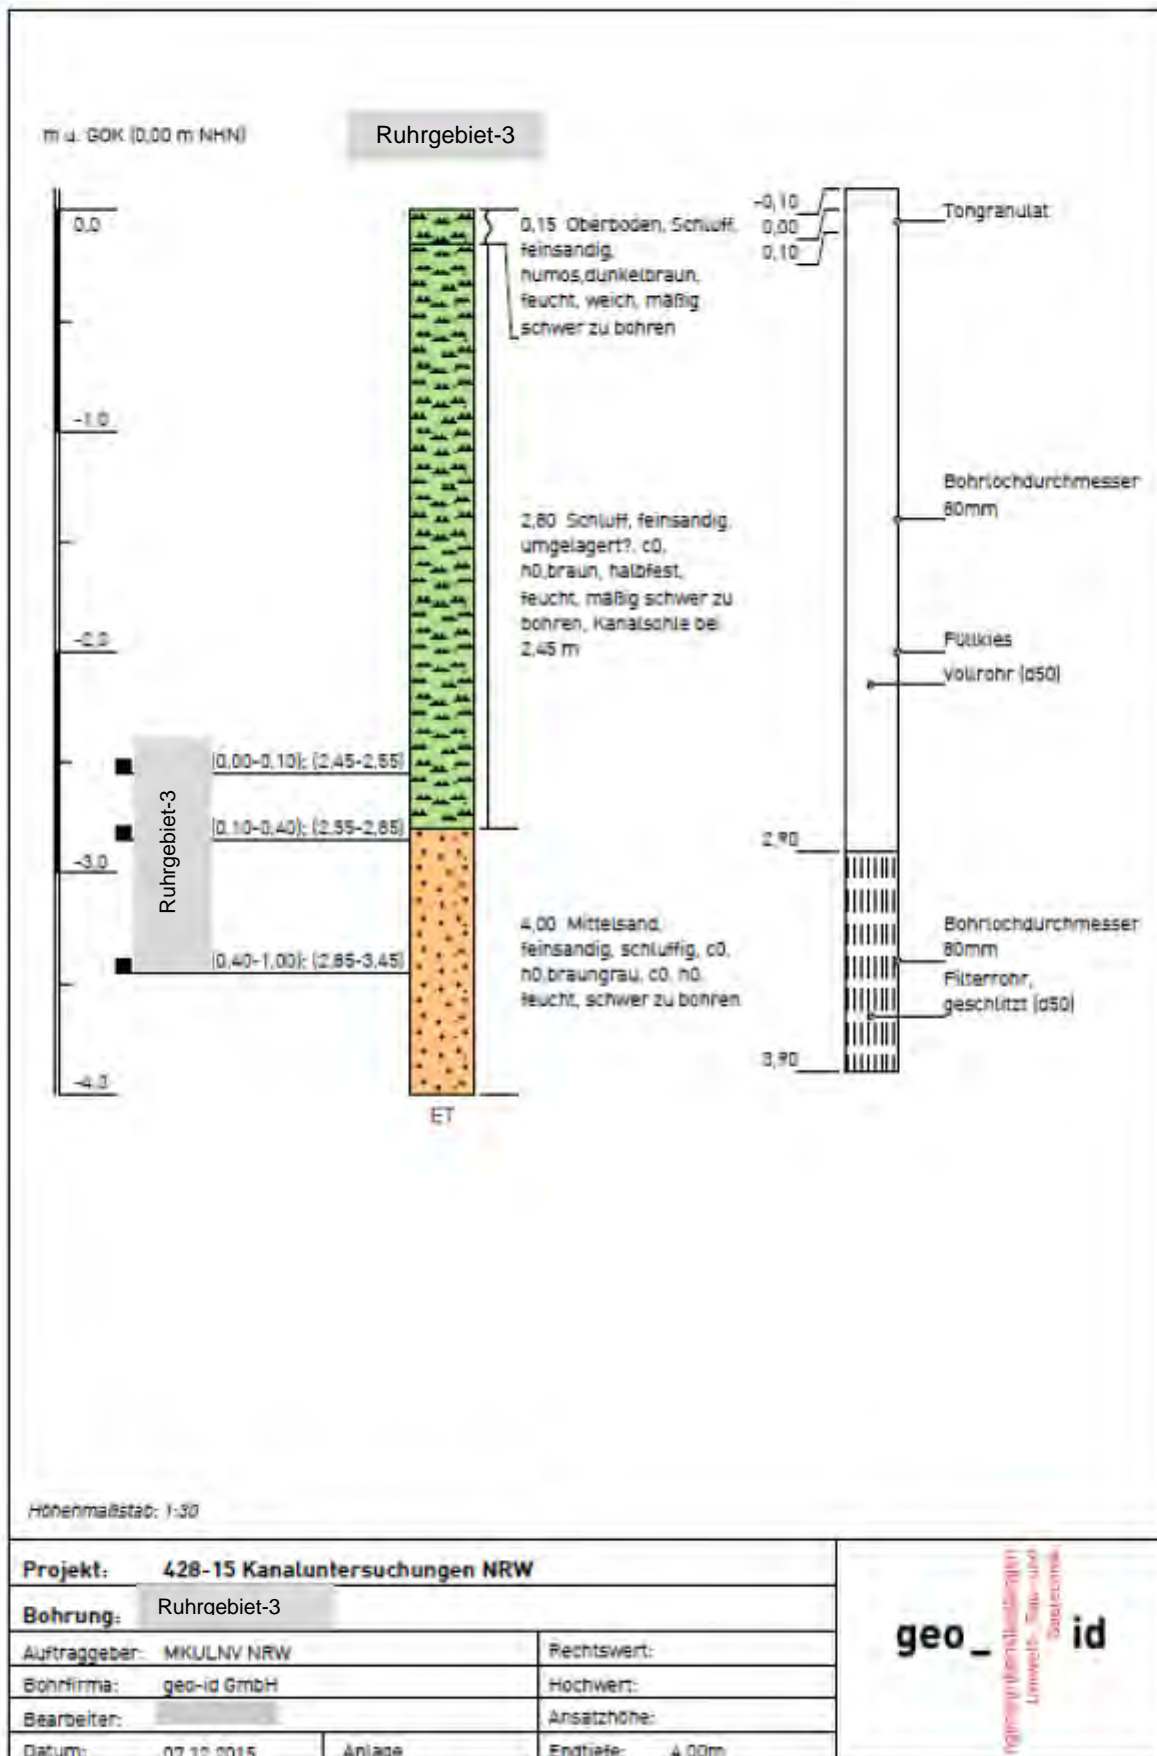 m u. GOK (0,00 m NHN)
Ruhrgebiet-3
0,0
-1,0
-2,0
-3,0
-4,0
0,15 Oberboden, Schluff,
feinsandig,
humos,dunkelbraun,
feucht, weich, mäßig
schwer zu bohren
2,80 Schluff, feinsandig,
umgelagert?, c0,
h0,braun, halbfest,
feucht, mäßig schwer zu
bohren, Kanalsohle bei
2,45 m
4,00 Mittelsand,
feinsandig, schluffig, c0,
h0,braungrau, c0, h0,
feucht, schwer zu bohren
Ruhrgebiet-3
(0,00-0,10); (2,45-2,55)
(0,10-0,40); (2,55-2,85)
(0,40-1,00); (2,85-3,45)
ET
-0,10
0,00
0,10
2,90
3,90
Tongranulat
Bohrlochdurchmesser
80mm
Füllkies
Vollrohr (d50)
Bohrlochdurchmesser
80mm
Filterrohr,
geschlitzt (d50)
Höhenmaßstab: 1:30
Projekt: 428-15 Kanaluntersuchungen NRW
Bohrung: Ruhrgebiet-3
Auftraggeber: MKULNV NRW
Rechtswert:
Bohrfirma: geo-id GmbH
Hochwert:
Bearbeiter:
Ansatzhöhe:
Datum: 07.12.2015
Anlage
Endtiefe: 4,00m
geo_ id